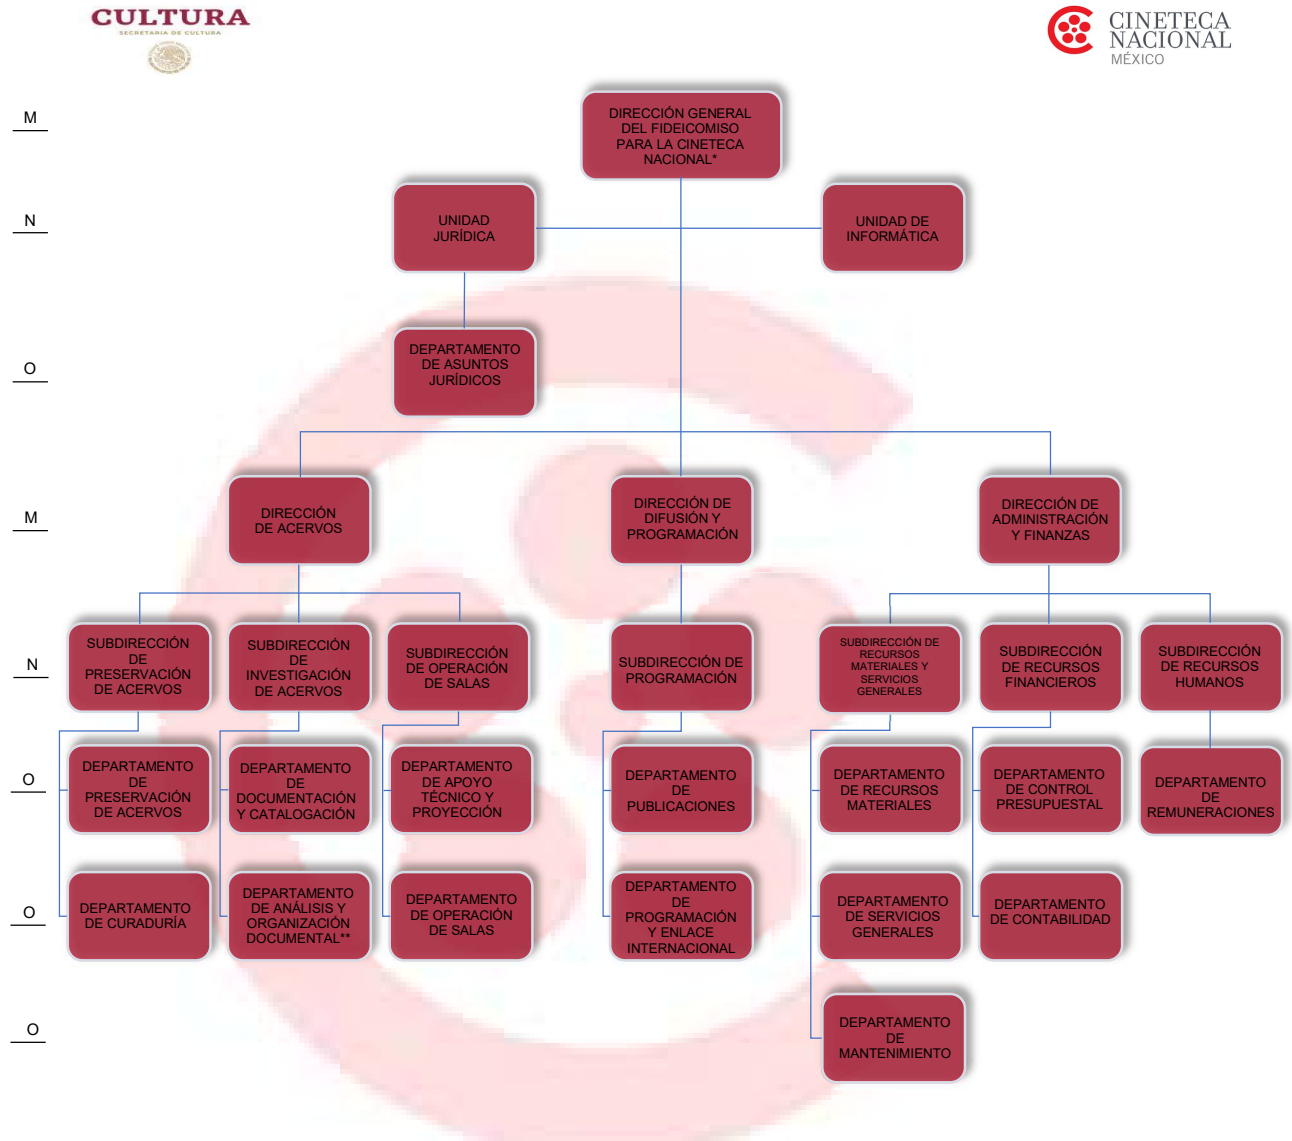 CULTURA
SECRETARÍA DE CULTURA
CINETECA
NACIONAL
MÉXICO
M
DIRECCIÓN GENERAL
DEL FIDEICOMISO
PARA LA CINETECA
NACIONAL*
N
UNIDAD
JURÍDICA
UNIDAD DE
INFORMÁTICA
O
DEPARTAMENTO
DE ASUNTOS
JURÍDICOS
M
DIRECCIÓN
DE ACERVOS
DIRECCIÓN DE
DIFUSIÓN Y
PROGRAMACIÓN
DIRECCIÓN DE
ADMINISTRACIÓN
Y FINANZAS
N
SUBDIRECCIÓN
DE
PRESERVACIÓN
DE ACERVOS
SUBDIRECCIÓN
DE
INVESTIGACIÓN
DE ACERVOS
SUBDIRECCIÓN
DE OPERACIÓN
DE SALAS
SUBDIRECCIÓN DE
PROGRAMACIÓN
SUBDIRECCIÓN DE
RECURSOS
MATERIALES Y
SERVICIOS
GENERALES
SUBDIRECCIÓN
DE RECURSOS
FINANCIEROS
SUBDIRECCIÓN
DE RECURSOS
HUMANOS
O
DEPARTAMENTO
DE
PRESERVACIÓN
DE ACERVOS
DEPARTAMENTO
DE
DOCUMENTACIÓN
Y CATALOGACIÓN
DEPARTAMENTO
DE APOYO
TÉCNICO Y
PROYECCIÓN
DEPARTAMENTO
DE
PUBLICACIONES
DEPARTAMENTO
DE RECURSOS
MATERIALES
DEPARTAMENTO
DE CONTROL
PRESUPUESTAL
DEPARTAMENTO
DE
REMUNERACIONES
O
DEPARTAMENTO
DE CURADURÍA
DEPARTAMENTO
DE ANÁLISIS Y
ORGANIZACIÓN
DOCUMENTAL**
DEPARTAMENTO
DE OPERACIÓN
DE SALAS
DEPARTAMENTO
DE
PROGRAMACIÓN
Y ENLACE
INTERNACIONAL
DEPARTAMENTO
DE SERVICIOS
GENERALES
DEPARTAMENTO
DE CONTABILIDAD
O
DEPARTAMENTO
DE
MANTENIMIENTO